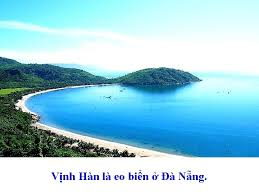 Vịnh Hàn là eo biển ở Đà Nẵng.